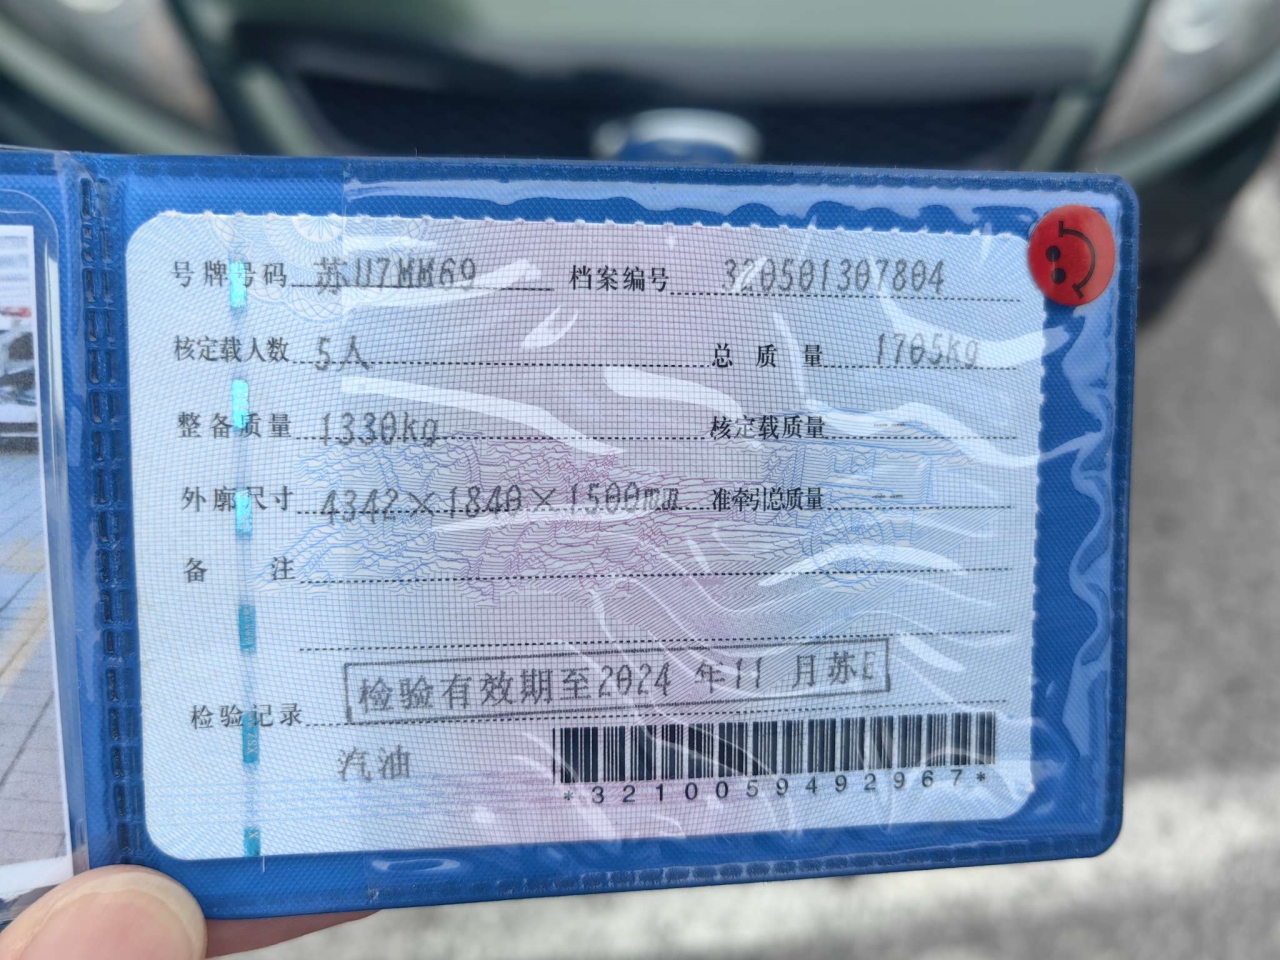 号牌号码 苏U7MM69 档案编号 320501307804
核定载人数 5人 总质量 1705kg
整备质量 1330kg 核定载质量 --
外廓尺寸 4342×1840×1500mm 准牵引总质量 --
备注
检验记录 检验有效期至2024 年11 月苏E
汽油
*3210059492967*